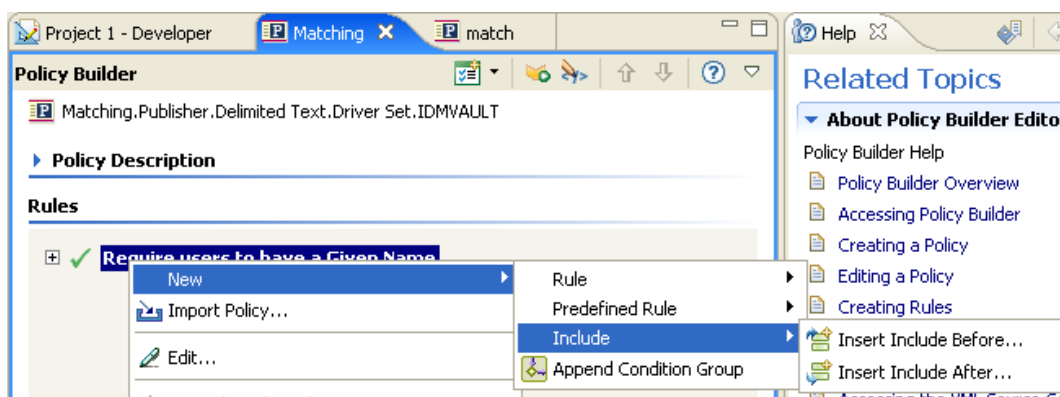 Project 1 - Developer
Matching
match
Help
Policy Builder
Related Topics
Matching.Publisher.Delimited Text.Driver Set.IDMVAULT
About Policy Builder Edito
Policy Description
Policy Builder Help
Policy Builder Overview
Rules
Accessing Policy Builder
Creating a Policy
Require users to have a Given Name
Editing a Policy
New
Rule
Creating Rules
Import Policy...
Predefined Rule
Include
Insert Include Before...
Edit...
Append Condition Group
Insert Include After...